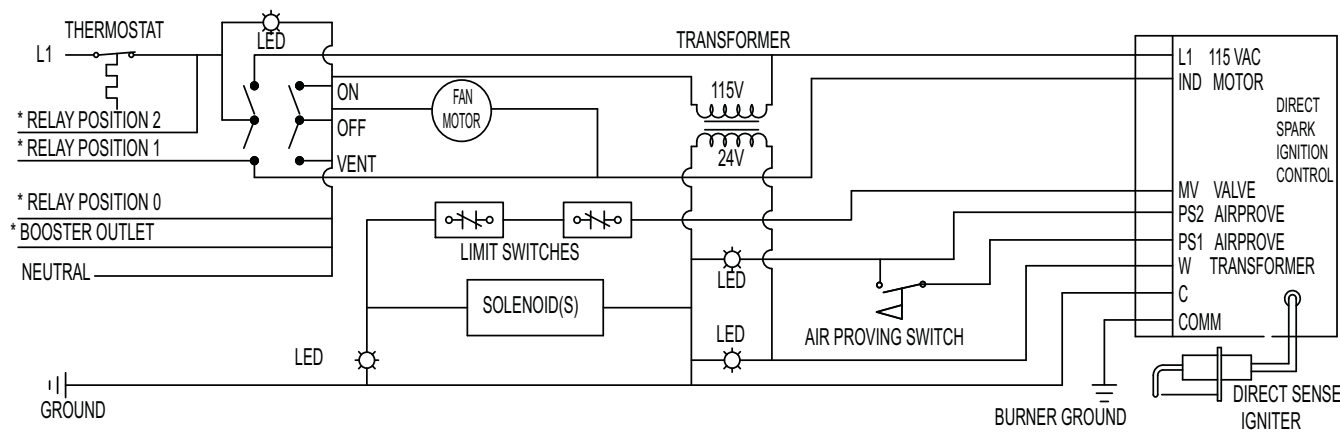 THERMOSTAT
L1
LED
TRANSFORMER
L1 115 VAC
IND MOTOR
115V
ON
FAN
MOTOR
OFF
* RELAY POSITION 2
* RELAY POSITION 1
VENT
24V
DIRECT
SPARK
IGNITION
CONTROL
* RELAY POSITION 0
* BOOSTER OUTLET
NEUTRAL
LIMIT SWITCHES
MV VALVE
PS2 AIRPROVE
PS1 AIRPROVE
W TRANSFORMER
C
COMM
LED
SOLENOID(S)
AIR PROVING SWITCH
LED
LED
GROUND
BURNER GROUND
DIRECT SENSE
IGNITER